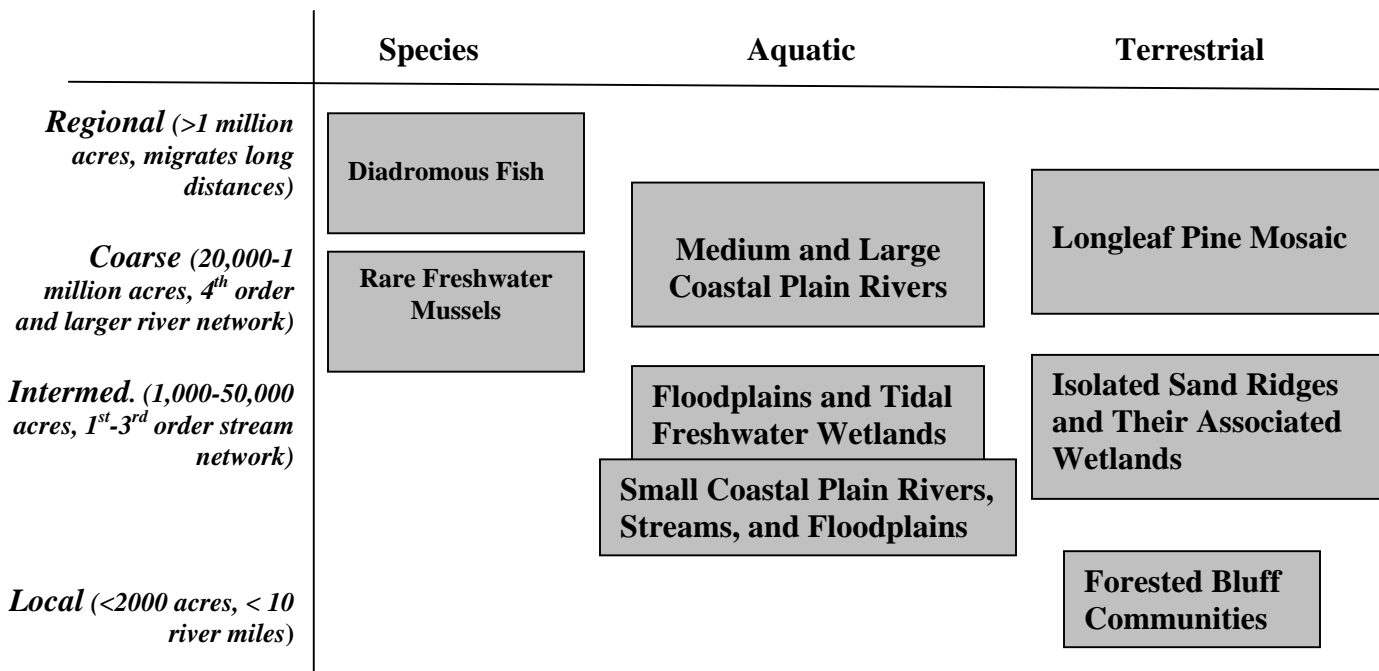 Species Aquatic Terrestrial
Regional (>1 million
acres, migrates long
distances)
Diadromous Fish
Coarse (20,000-1
million acres, 4th order
and larger river network)
Rare Freshwater
Mussels
Medium and Large
Coastal Plain Rivers
Longleaf Pine Mosaic
Intermed. (1,000-50,000
acres, 1st-3rd order stream
network)
Floodplains and Tidal
Freshwater Wetlands
Small Coastal Plain Rivers,
Streams, and Floodplains
Isolated Sand Ridges
and Their Associated
Wetlands
Local (<2000 acres, < 10
river miles)
Forested Bluff
Communities